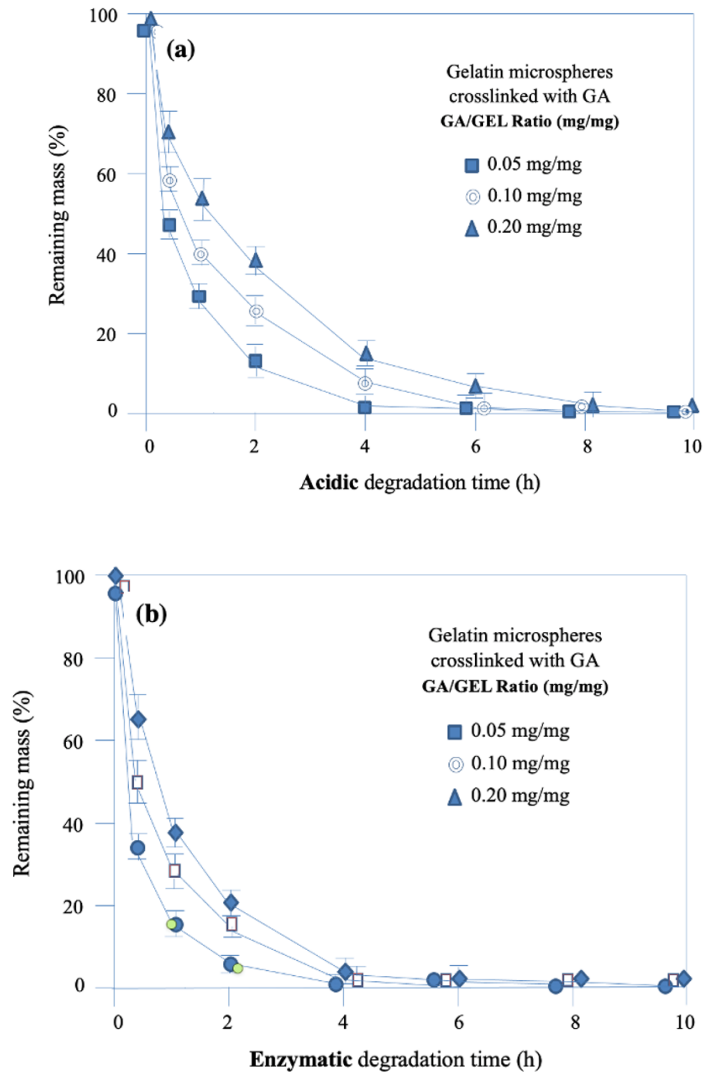 100
80
60
40
20
0
Remaining mass (%)
(a)
Gelatin microspheres
crosslinked with GA
GA/GEL Ratio (mg/mg)
0.05 mg/mg
0.10 mg/mg
0.20 mg/mg
0 2 4 6 8 10
Acidic degradation time (h)
100
80
60
40
20
0
Remaining mass (%)
(b)
Gelatin microspheres
crosslinked with GA
GA/GEL Ratio (mg/mg)
0.05 mg/mg
0.10 mg/mg
0.20 mg/mg
0 2 4 6 8 10
Enzymatic degradation time (h)